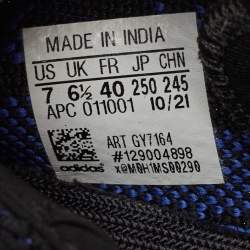 MADE IN INDIA
US UK FR JP CHN
7 6½ 40 250 245
APC 011001 10/21
ART GY7164
#129004898
adidas x@M0H1MS00290